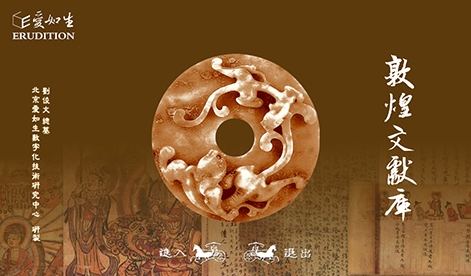 愛如生
ERUDITION
敦煌文獻庫
劉俊文 總纂
北京愛如生數字化技術研究中心 研製
進入
退出